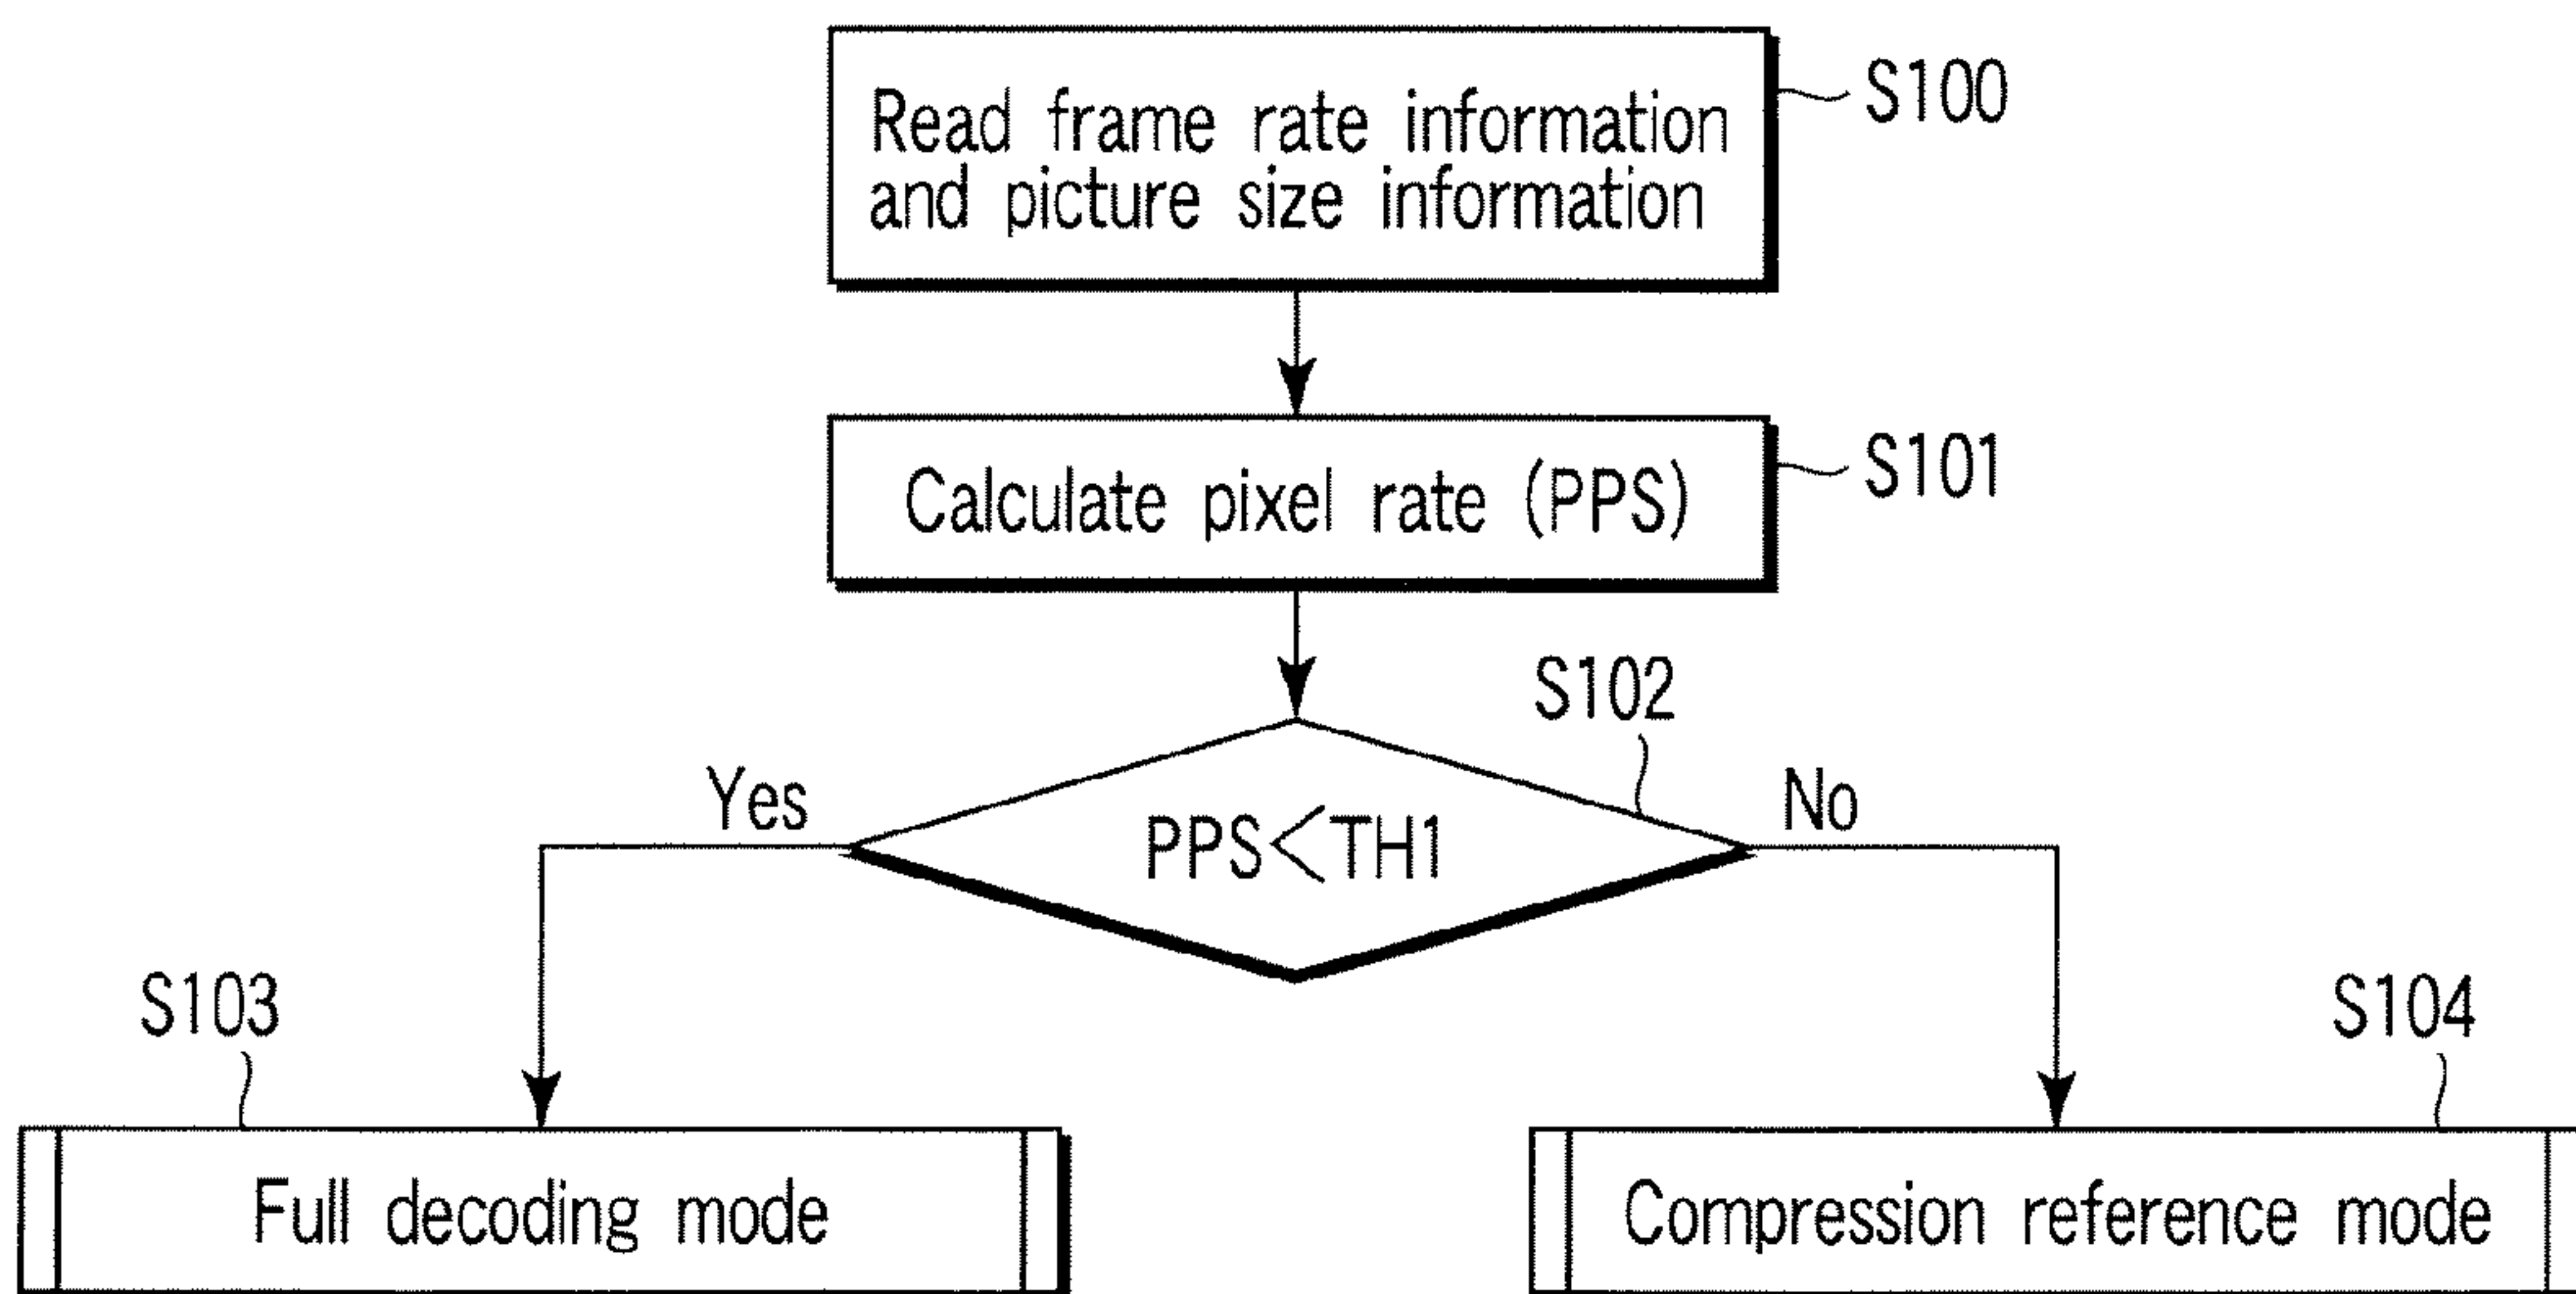 Read frame rate information
and picture size information
S100
Calculate pixel rate (PPS)
S101
S102
Yes
PPS<TH1
No
S103
S104
Full decoding mode
Compression reference mode